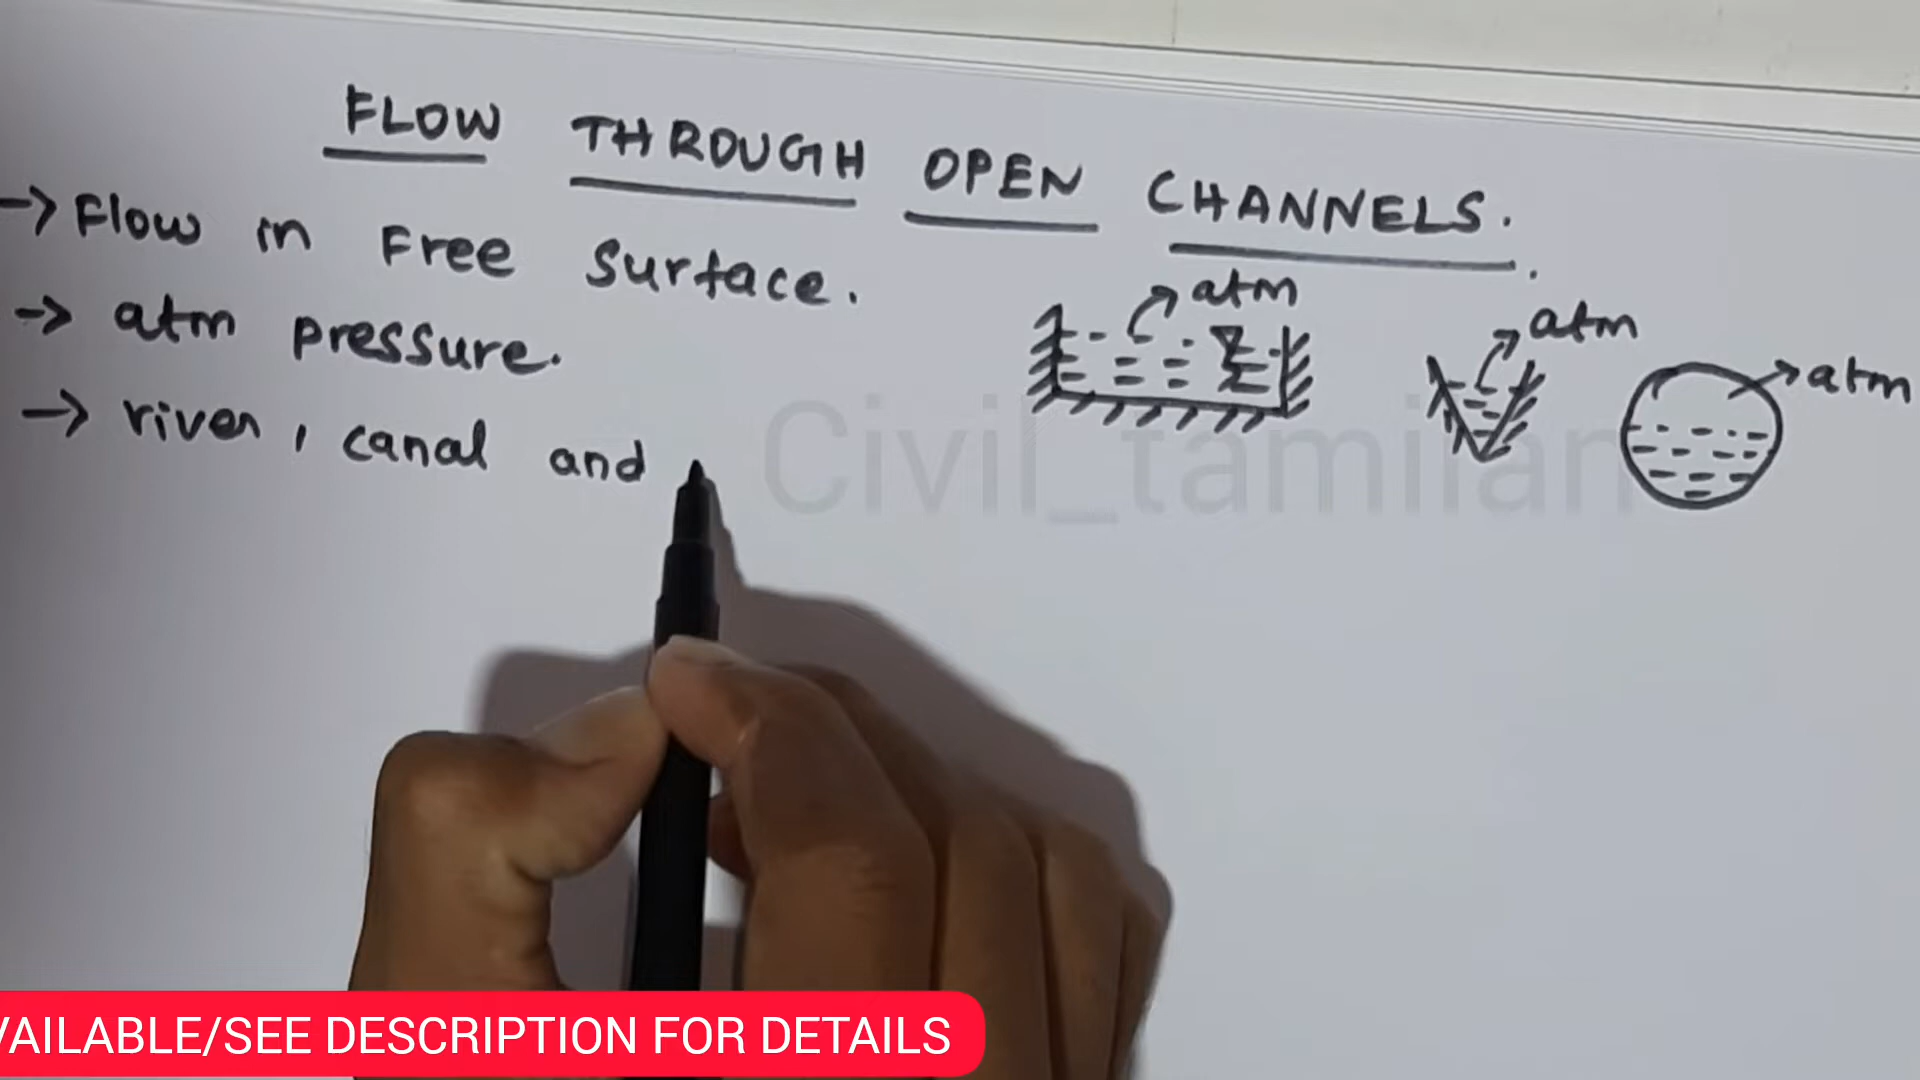 FLOW THROUGH OPEN CHANNELS.
→ Flow in Free Surface.
→ atm pressure.
→ river, canal and
atm
atm
atm
Civil_tamilan
VAILABLE/SEE DESCRIPTION FOR DETAILS